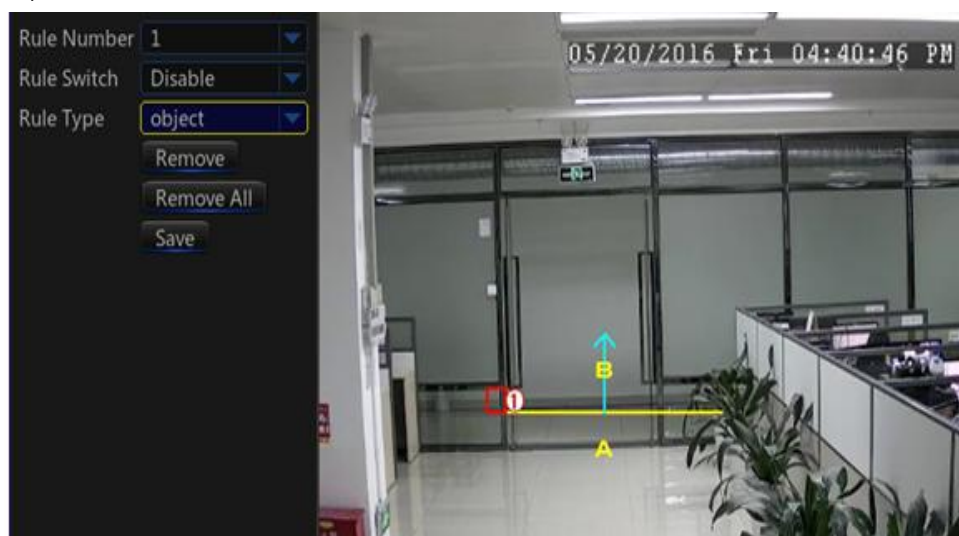 Rule Number 1
Rule Switch Disable
Rule Type object
Remove
Remove All
Save
05/20/2016 Fri 04:40:46 PM
B
1
A